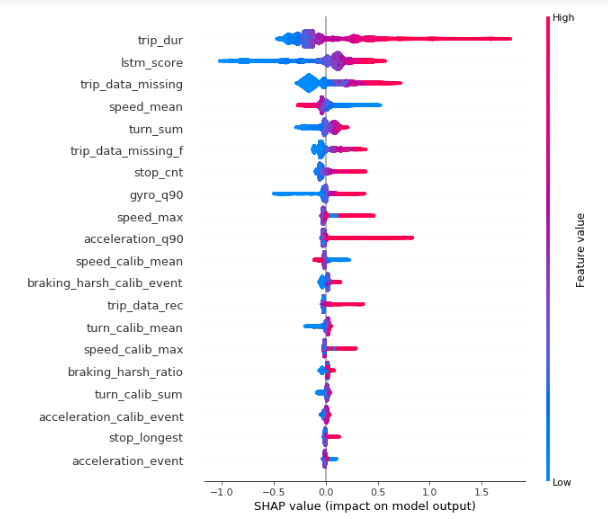 High
trip_dur
lstm_score
trip_data_missing
speed_mean
turn_sum
trip_data_missing_f
stop_cnt
gyro_q90
speed_max
acceleration_q90
speed_calib_mean
braking_harsh_calib_event
trip_data_rec
turn_calib_mean
speed_calib_max
braking_harsh_ratio
turn_calib_sum
acceleration_calib_event
stop_longest
acceleration_event
Feature value
Low
−1.0 −0.5 0.0 0.5 1.0 1.5
SHAP value (impact on model output)